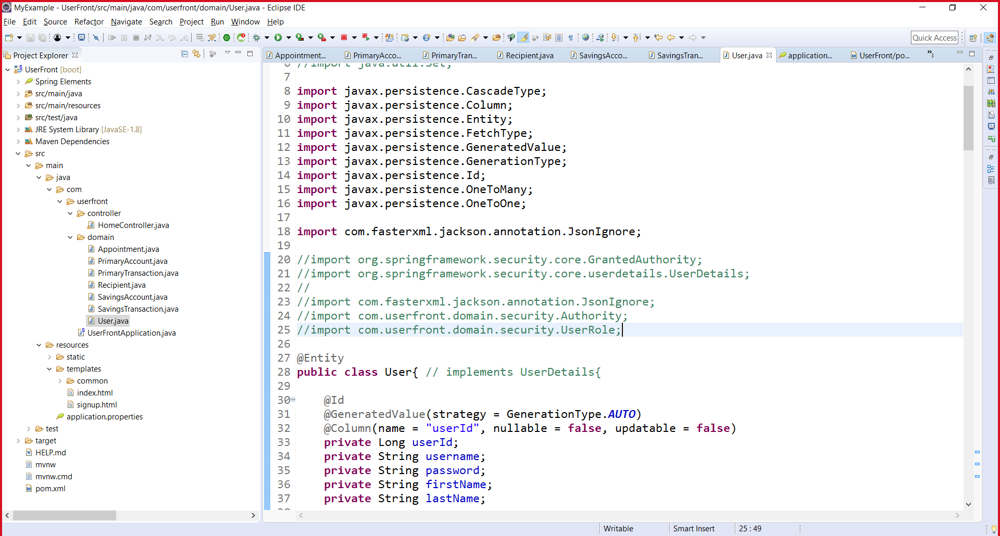 MyExample - UserFront/src/main/java/com/userfront/domain/User.java - Eclipse IDE
File Edit Source Refactor Navigate Search Project Run Window Help
Quick Access
Project Explorer
Appointment...
PrimaryAcco...
PrimaryTran...
Recipient.java
SavingsAcco...
SavingsTran...
User.java
application...
UserFront/po...
»3
UserFront [boot]
Spring Elements
src/main/java
src/main/resources
src/test/java
JRE System Library [JavaSE-1.8]
Maven Dependencies
src
main
java
com
userfront
controller
HomeController.java
domain
Appointment.java
PrimaryAccount.java
PrimaryTransaction.java
Recipient.java
SavingsAccount.java
SavingsTransaction.java
User.java
UserFrontApplication.java
resources
static
templates
common
index.html
signup.html
application.properties
test
target
HELP.md
mvnw
mvnw.cmd
pom.xml
6 //import java.util.Set;
7
8 import javax.persistence.CascadeType;
9 import javax.persistence.Column;
10 import javax.persistence.Entity;
11 import javax.persistence.FetchType;
12 import javax.persistence.GeneratedValue;
13 import javax.persistence.GenerationType;
14 import javax.persistence.Id;
15 import javax.persistence.OneToMany;
16 import javax.persistence.OneToOne;
17
18 import com.fasterxml.jackson.annotation.JsonIgnore;
19
20 //import org.springframework.security.core.GrantedAuthority;
21 //import org.springframework.security.core.userdetails.UserDetails;
22 //
23 //import com.fasterxml.jackson.annotation.JsonIgnore;
24 //import com.userfront.domain.security.Authority;
25 //import com.userfront.domain.security.UserRole;
26
27 @Entity
28 public class User{ // implements UserDetails{
29
30 @Id
31 @GeneratedValue(strategy = GenerationType.AUTO)
32 @Column(name = "userId", nullable = false, updatable = false)
33 private Long userId;
34 private String username;
35 private String password;
36 private String firstName;
37 private String lastName;
Writable
Smart Insert
25 : 49